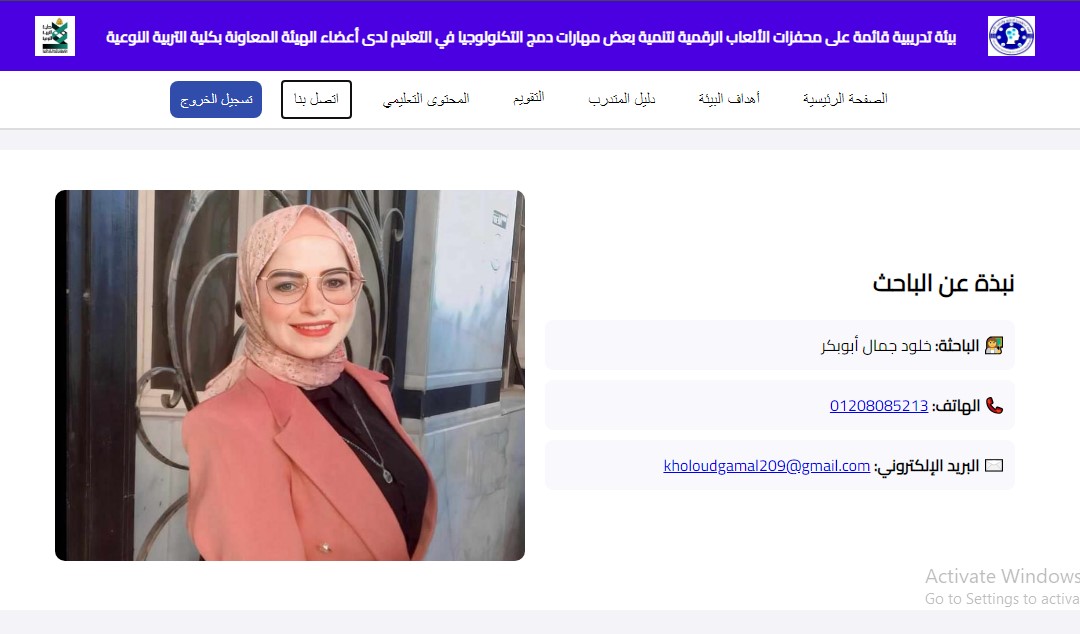 بيئة تدريبية قائمة على محفزات الألعاب الرقمية لتنمية بعض مهارات دمج التكنولوجيا في التعليم لدى أعضاء الهيئة المعاونة بكلية التربية النوعية
الصفحة الرئيسية أهداف البيئة دليل المتدرب التقويم المحتوى التعليمي اتصل بنا تسجيل الخروج
نبذة عن الباحث
الباحثة: خلود جمال أبوبكر
الهاتف: 01208085213
البريد الإلكتروني: kholoudgamal209@gmail.com
Activate Windows
Go to Settings to activa